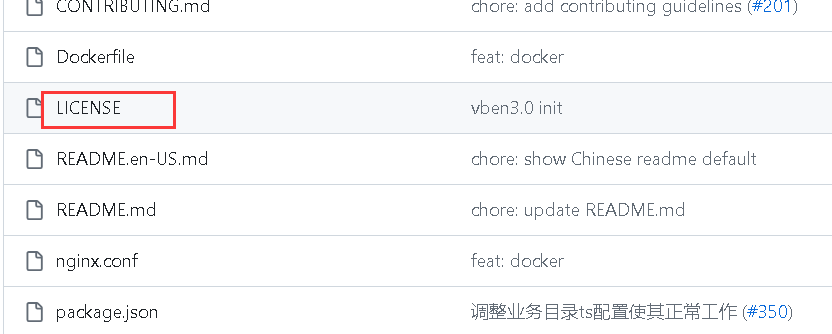 CONTRIBUTING.md chore: add contributing guidelines (#201)
Dockerfile feat: docker
LICENSE vben3.0 init
README.en-US.md chore: show Chinese readme default
README.md chore: update README.md
nginx.conf feat: docker
package.json 调整业务目录ts配置使其正常工作 (#350)